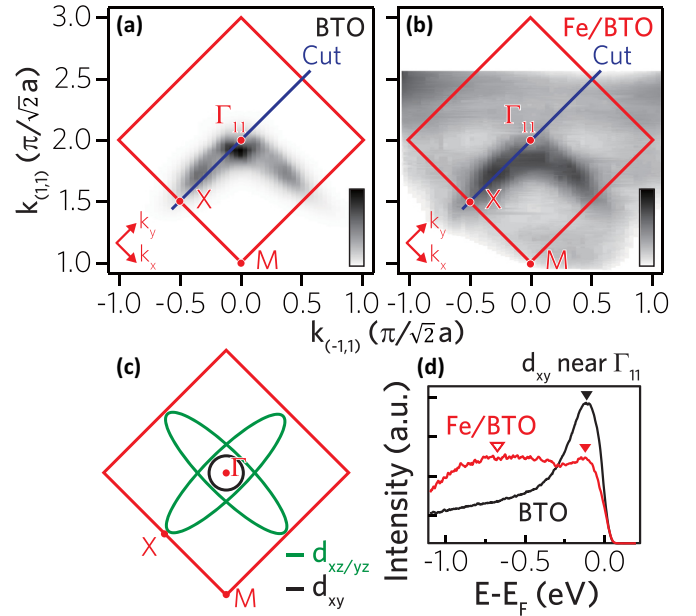 (a) BTO
(b) Fe/BTO
Cut
Cut
Γ11
Γ11
X
X
M
M
ky
kx
ky
kx
k(1,1) (π/√2a)
3.0
2.5
2.0
1.5
1.0
-1.0 -0.5 0.0 0.5 1.0
-1.0 -0.5 0.0 0.5 1.0
k(-1,1) (π/√2a)
(c)
Γ
X
M
dxz/yz
dxy
(d)
dxy near Γ11
Fe/BTO
BTO
Intensity (a.u.)
-1.0 -0.5 0.0
E-EF (eV)